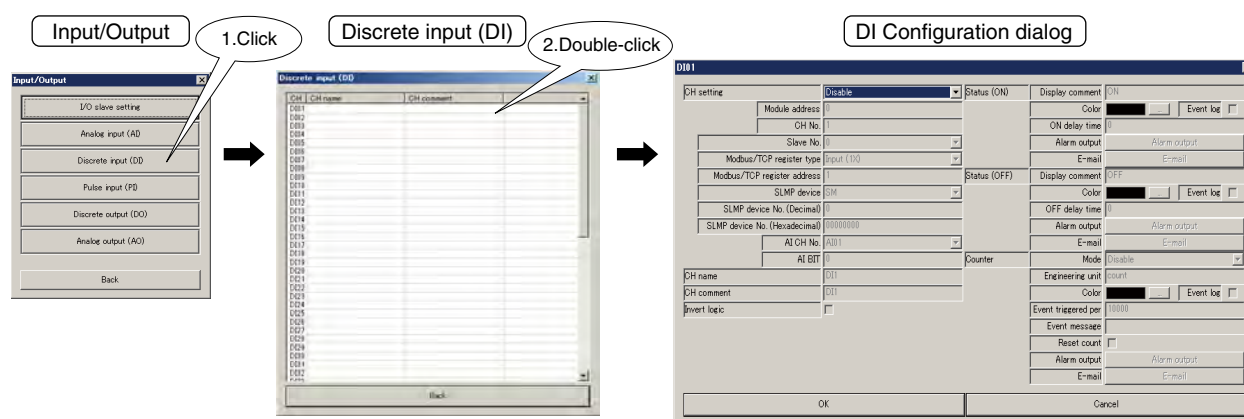 Input/Output
1.Click
Discrete input (DI)
2.Double-click
DI Configuration dialog
Input/Output
I/O slave setting
Analog input (AI)
Discrete input (DI)
Pulse input (PI)
Discrete output (DO)
Analog output (AO)
Back
Discrete input (DI)
CH CH name CH comment
DI01
DI02
DI03
DI04
DI05
DI06
DI07
DI08
DI09
DI10
DI11
DI12
DI13
DI14
DI15
DI16
DI17
DI18
DI19
DI20
DI21
DI22
DI23
DI24
DI25
DI26
DI27
DI28
DI29
DI30
DI31
DI32
Back
DI01
CH setting Disable
Module address 0
CH No. 1
Slave No. 0
Modbus/TCP register type Input (1X)
Modbus/TCP register address 1
SLMP device SM
SLMP device No. (Decimal) 0
SLMP device No. (Hexadecimal) 00000000
AI CH No. AI01
AI BIT 0
CH name DI1
CH comment DI1
Invert logic
Status (ON) Display comment ON
Color ... Event log
ON delay time 0
Alarm output Alarm output
E-mail E-mail
Status (OFF) Display comment OFF
Color ... Event log
OFF delay time 0
Alarm output Alarm output
E-mail E-mail
Counter Mode Disable
Engineering unit count
Color ... Event log
Event triggered per 10000
Event message
Reset count
Alarm output Alarm output
E-mail E-mail
OK Cancel